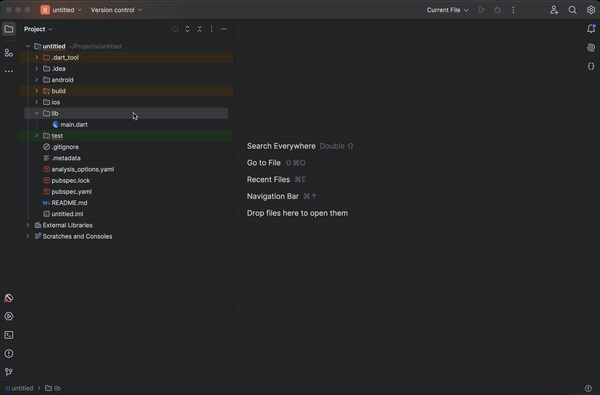 untitled Version control Current File
Project
untitled ~/Projects/untitled
.dart_tool
.idea
android
build
ios
lib
main.dart
test
.gitignore
.metadata
analysis_options.yaml
pubspec.lock
pubspec.yaml
README.md
untitled.iml
External Libraries
Scratches and Consoles
Search Everywhere Double ⇧
Go to File ⇧⌘O
Recent Files ⌘E
Navigation Bar ⌘↑
Drop files here to open them
untitled > lib